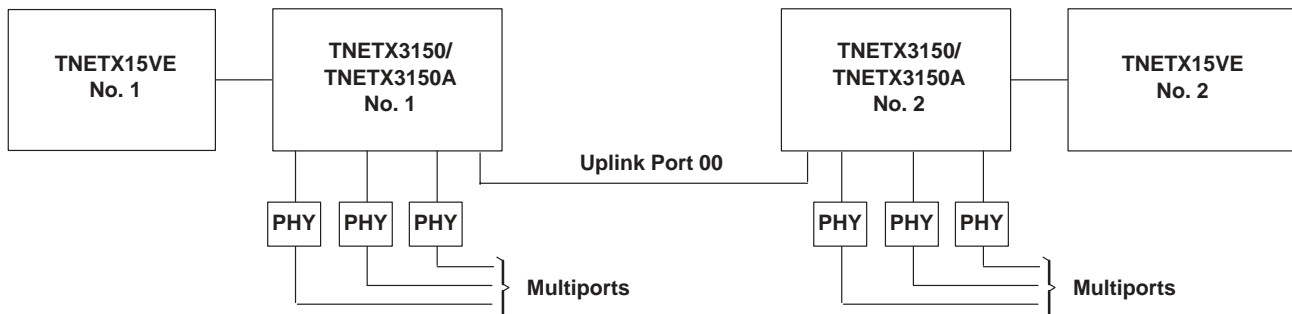 TNETX15VE
No. 1
TNETX3150/
TNETX3150A
No. 1
TNETX3150/
TNETX3150A
No. 2
TNETX15VE
No. 2
Uplink Port 00
PHY
PHY
PHY
PHY
PHY
PHY
Multiports
Multiports